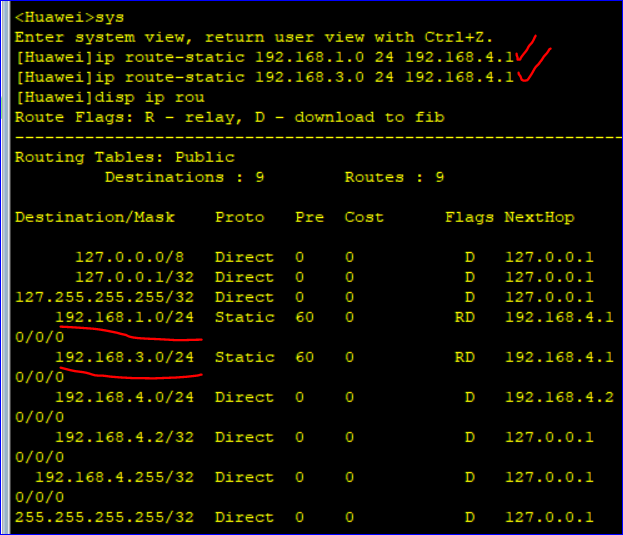 <Huawei>sys
Enter system view, return user view with Ctrl+Z.
[Huawei]ip route-static 192.168.1.0 24 192.168.4.1
[Huawei]ip route-static 192.168.3.0 24 192.168.4.1
[Huawei]disp ip rou
Route Flags: R - relay, D - download to fib
------------------------------------------------------------
Routing Tables: Public
Destinations : 9 Routes : 9
Destination/Mask Proto Pre Cost Flags NextHop
127.0.0.0/8 Direct 0 0 D 127.0.0.1
127.0.0.1/32 Direct 0 0 D 127.0.0.1
127.255.255.255/32 Direct 0 0 D 127.0.0.1
192.168.1.0/24 Static 60 0 RD 192.168.4.1
0/0/0
192.168.3.0/24 Static 60 0 RD 192.168.4.1
0/0/0
192.168.4.0/24 Direct 0 0 D 192.168.4.2
0/0/0
192.168.4.2/32 Direct 0 0 D 127.0.0.1
0/0/0
192.168.4.255/32 Direct 0 0 D 127.0.0.1
0/0/0
255.255.255.255/32 Direct 0 0 D 127.0.0.1